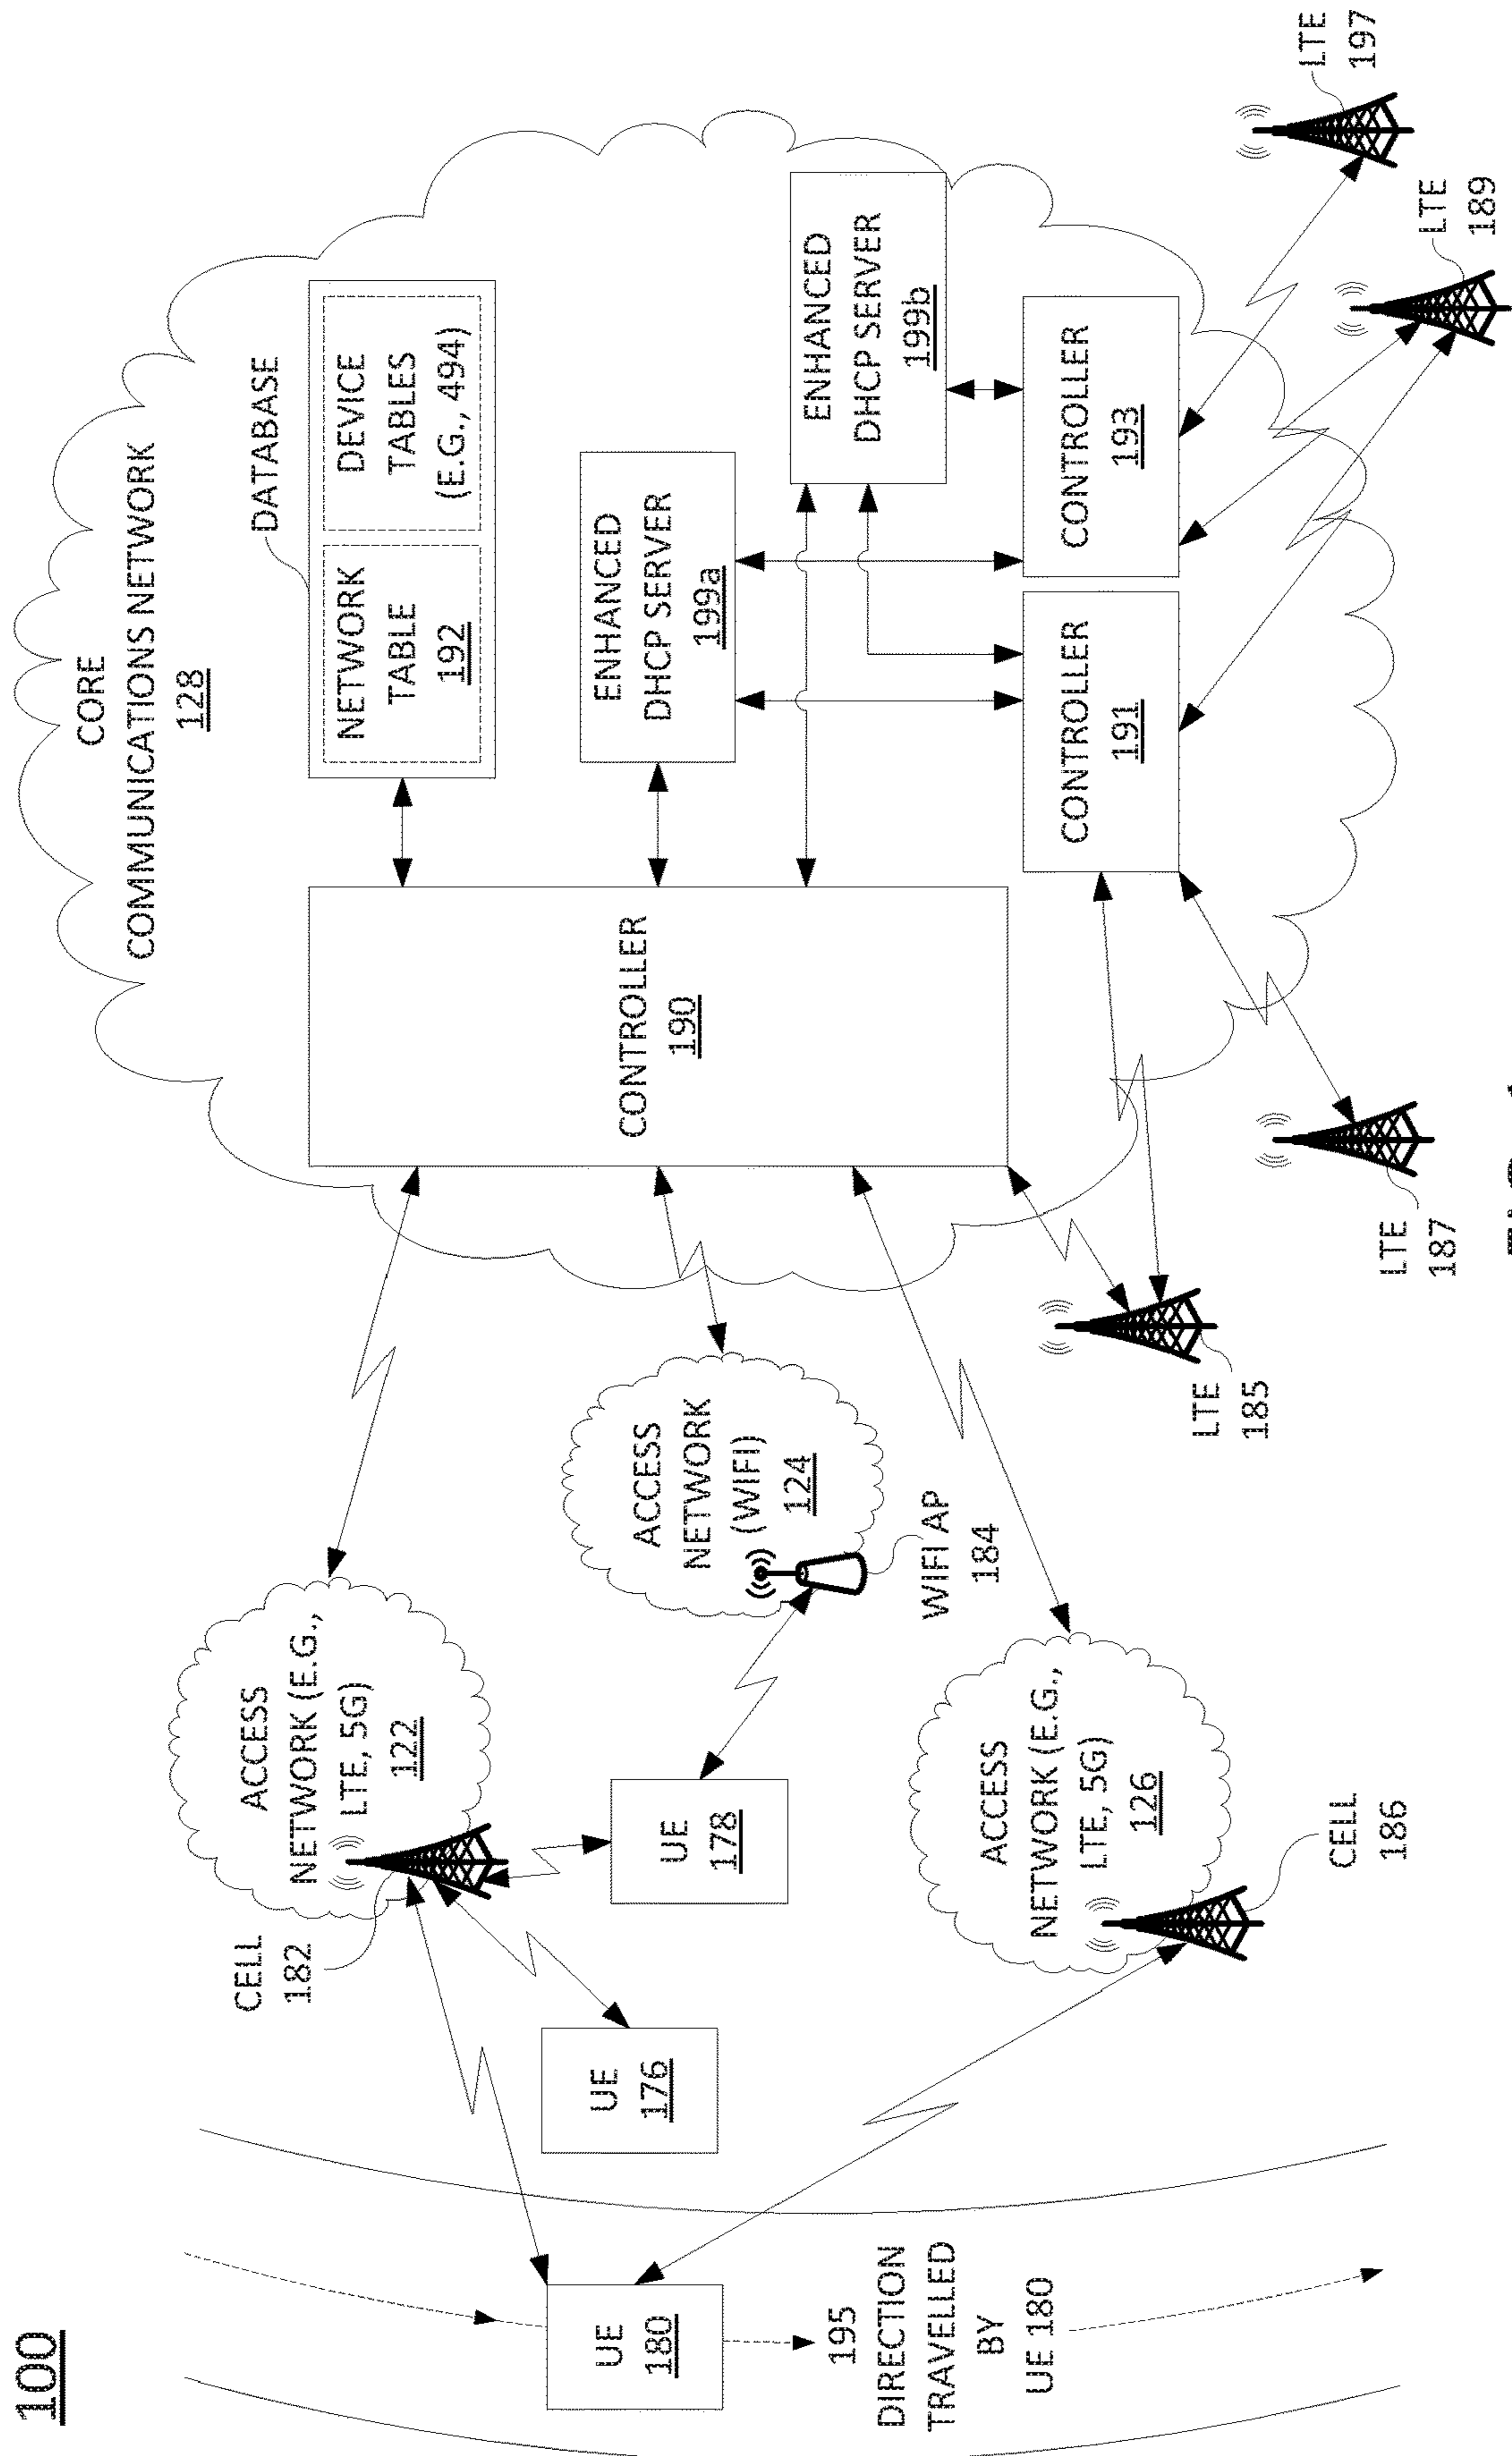 100
CORE
COMMUNICATIONS NETWORK
128
DATABASE
NETWORK
TABLE
192
DEVICE
TABLES
(E.G., 494)
ENHANCED
DHCP SERVER
199a
ENHANCED
DHCP SERVER
199b
CONTROLLER
190
CONTROLLER
191
CONTROLLER
193
CELL
182
ACCESS
NETWORK (E.G.,
LTE, 5G)
122
ACCESS
NETWORK
(WIFI)
124
WIFI AP
184
ACCESS
NETWORK (E.G.,
LTE, 5G)
126
CELL
186
UE
176
UE
178
UE
180
195
DIRECTION
TRAVELLED
BY
UE 180
LTE
185
LTE
187
LTE
189
LTE
197